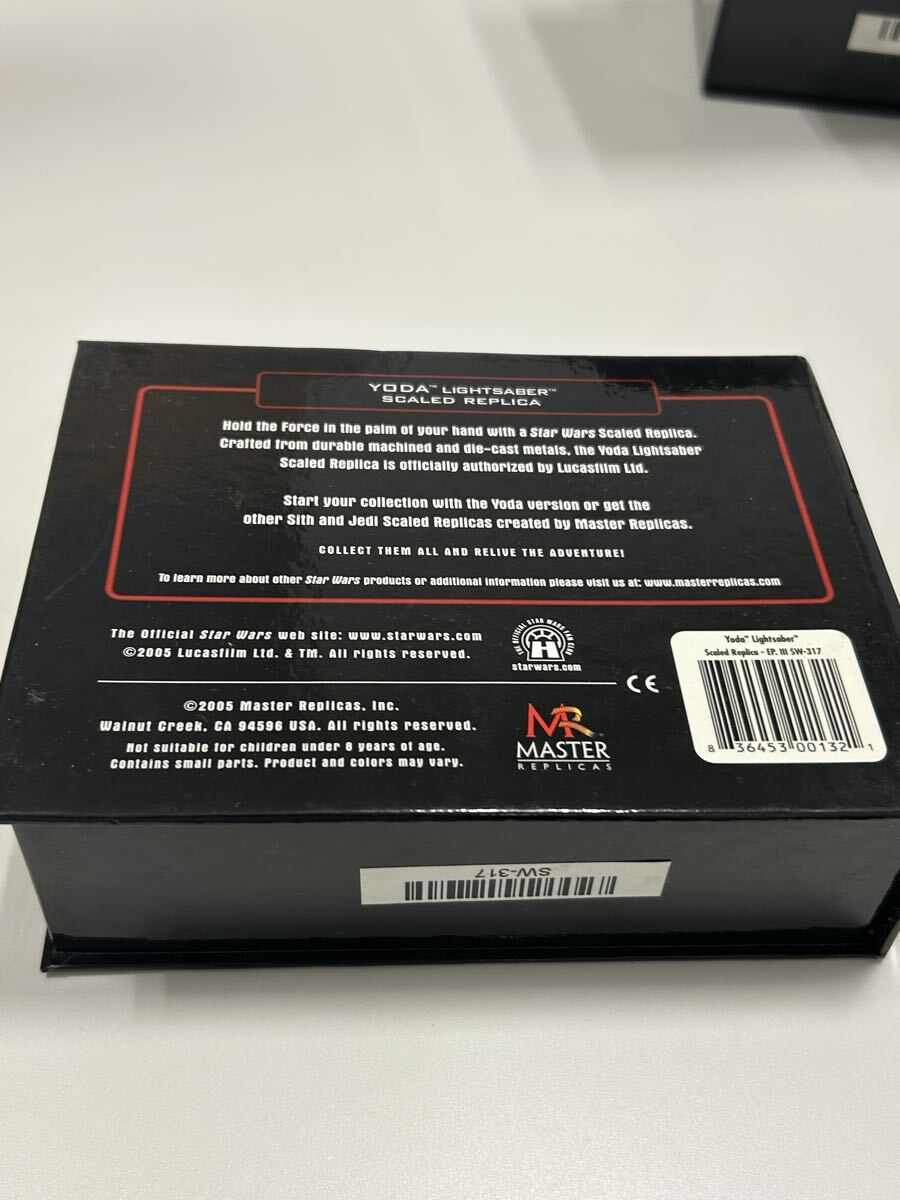 YODA™ LIGHTSABER™
SCALED REPLICA
Hold the Force in the palm of your hand with a Star Wars Scaled Replica.
Crafted from durable machined and die-cast metals, the Yoda Lightsaber
Scaled Replica is officially authorized by Lucasfilm Ltd.
Start your collection with the Yoda version or get the
other Sith and Jedi Scaled Replicas created by Master Replicas.
COLLECT THEM ALL AND RELIVE THE ADVENTURE!
To learn more about other Star Wars products or additional information please visit us at: www.masterreplicas.com
The Official Star Wars web site: www.starwars.com
©2005 Lucasfilm Ltd. & TM. All rights reserved.
THE OFFICIAL STAR WARS FAN CLUB
H
starwars.com
CE
©2005 Master Replicas, Inc.
Walnut Creek, CA 94596 USA. All rights reserved.
Not suitable for children under 8 years of age.
Contains small parts. Product and colors may vary.
MR
MASTER
REPLICAS
Yoda™ Lightsaber™
Scaled Replica - EP. III SW-317
8 36453 00132 1
SW-317